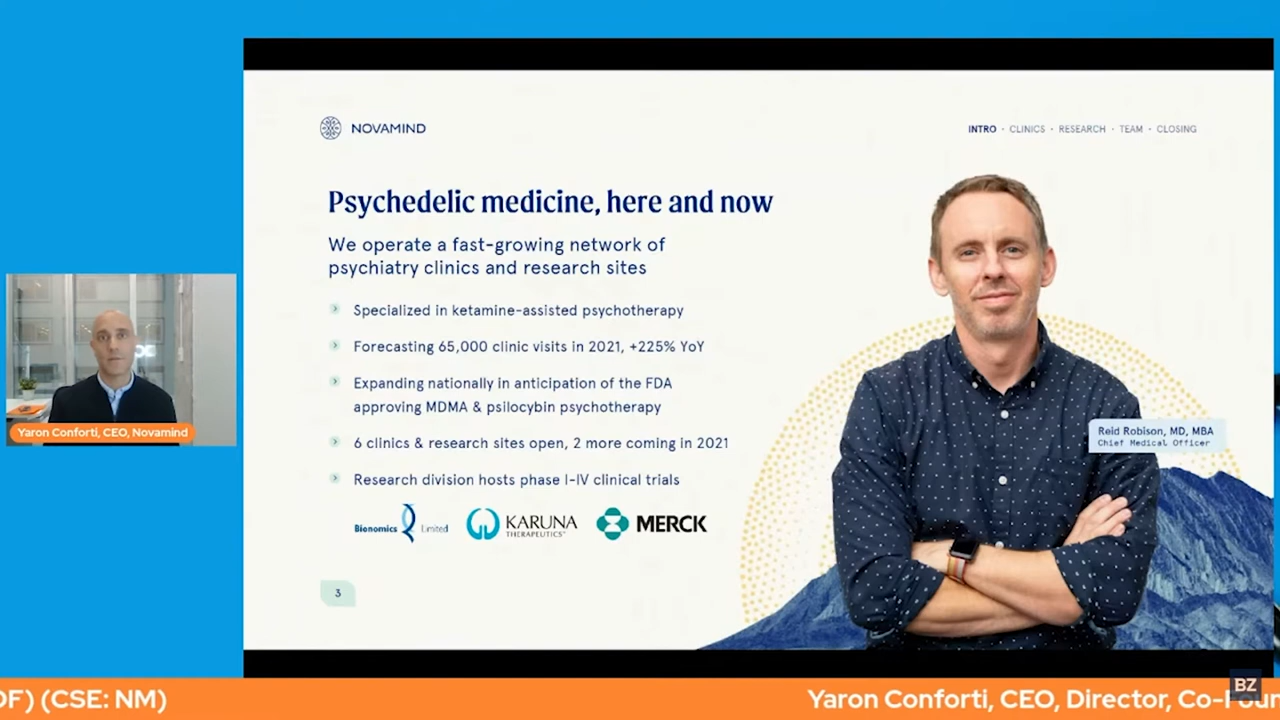 NOVAMIND
INTRO · CLINICS · RESEARCH · TEAM · CLOSING
Psychedelic medicine, here and now
We operate a fast-growing network of
psychiatry clinics and research sites
Specialized in ketamine-assisted psychotherapy
Forecasting 65,000 clinic visits in 2021, +225% YoY
Expanding nationally in anticipation of the FDA
approving MDMA & psilocybin psychotherapy
6 clinics & research sites open, 2 more coming in 2021
Research division hosts phase I-IV clinical trials
Bionomics Limited
KARUNA
THERAPEUTICS
MERCK
3
Reid Robison, MD, MBA
Chief Medical Officer
Yaron Conforti, CEO, Novamind
BZ
DF) (CSE: NM)
Yaron Conforti, CEO, Director, Co-Foun